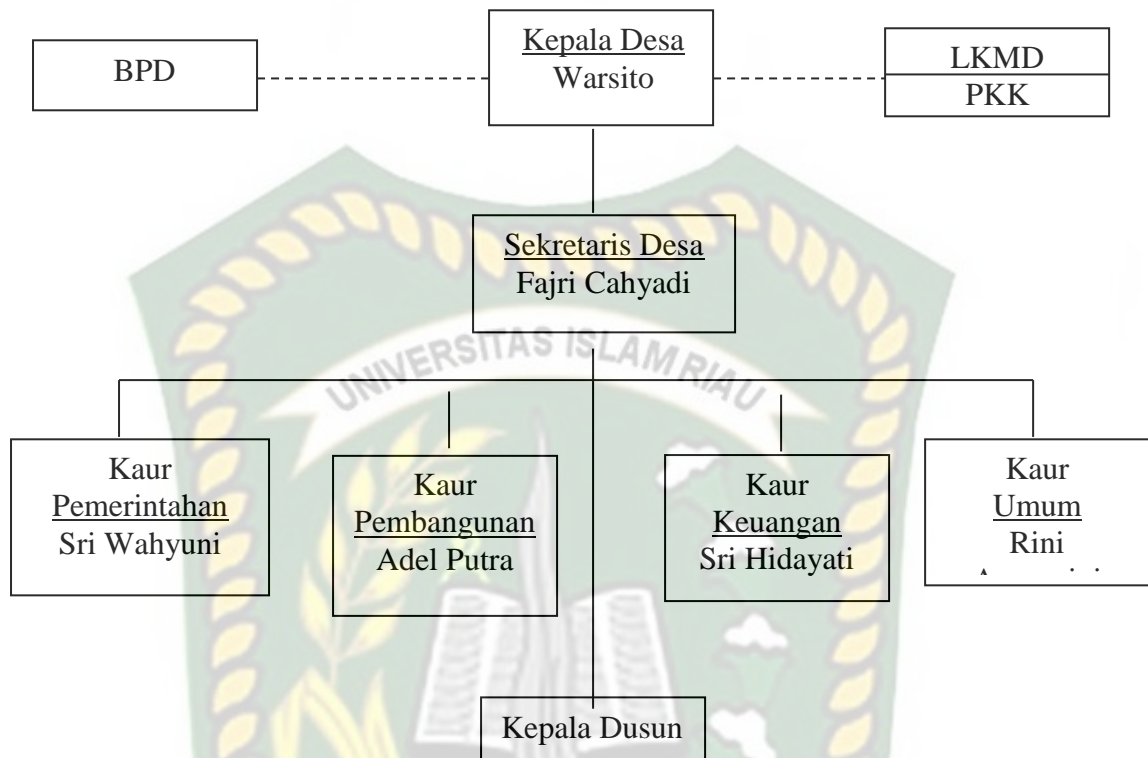 Kepala Desa
Warsito
BPD
LKMD
PKK
Sekretaris Desa
Fajri Cahyadi
UNIVERSITAS ISLAM RIAU
Kaur
Pemerintahan
Sri Wahyuni
Kaur
Pembangunan
Adel Putra
Kaur
Keuangan
Sri Hidayati
Kaur
Umum
Rini
Kepala Dusun